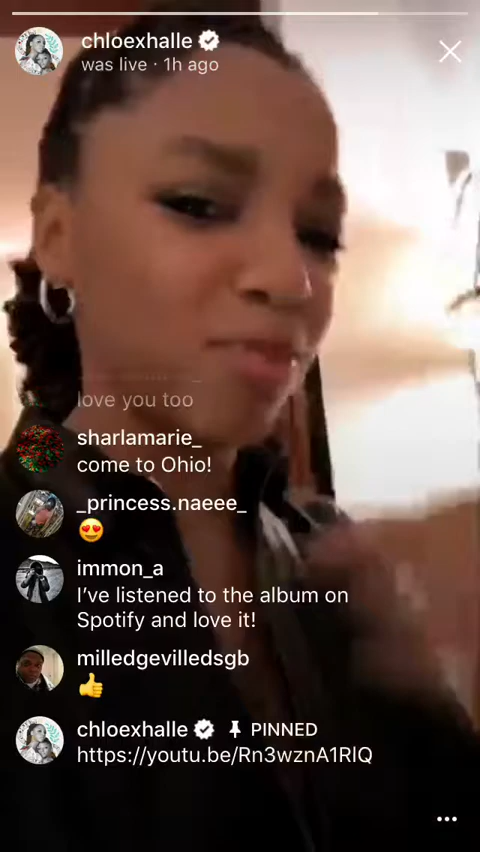 chloexhalle
was live · 1h ago
love you too
sharlamarie_
come to Ohio!
_princess.naeee_
😍
immon_a
I've listened to the album on
Spotify and love it!
milledgevilledsgb
👍
chloexhalle PINNED
https://youtu.be/Rn3wznA1RlQ